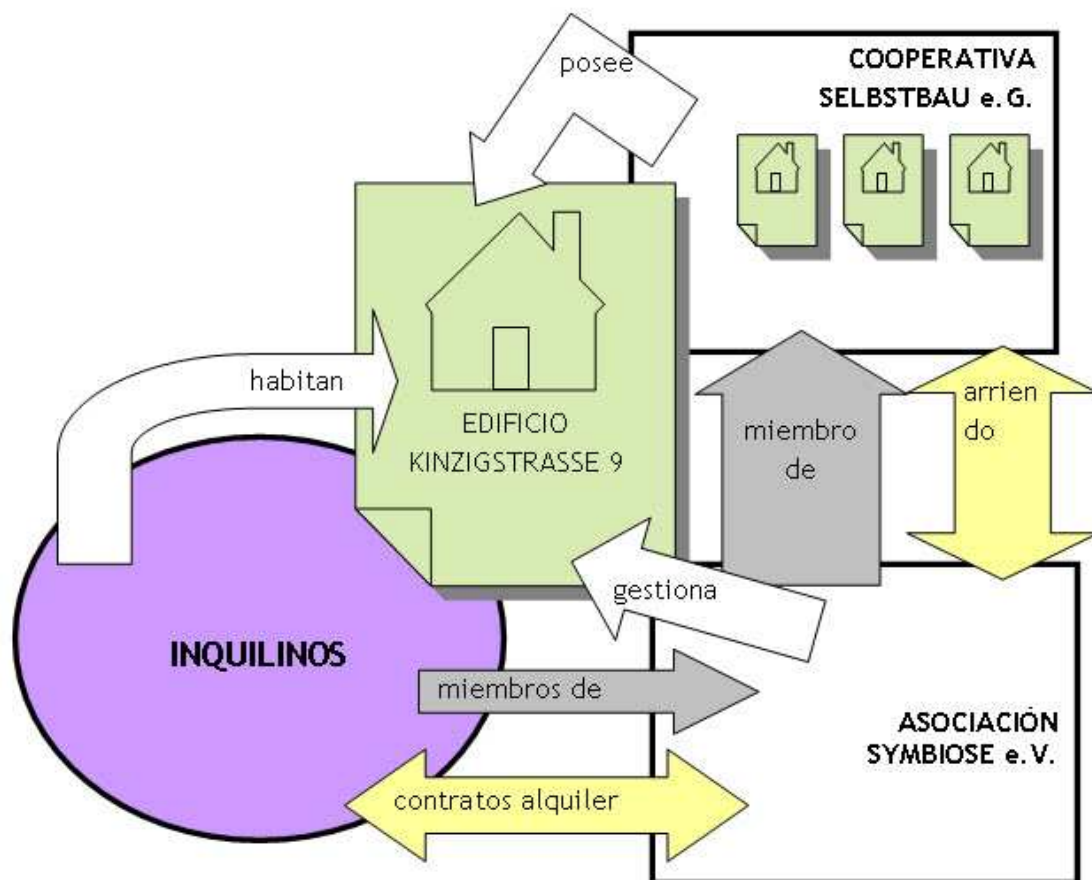 posee
COOPERATIVA
SELBSTBAU e. G.
habitan
EDIFICIO
KINZIGSTRASSE 9
miembro
de
arrien
do
gestiona
INQUILINOS
miembros de
ASOCIACIÓN
SYMBIOSE e. V.
contratos alquiler